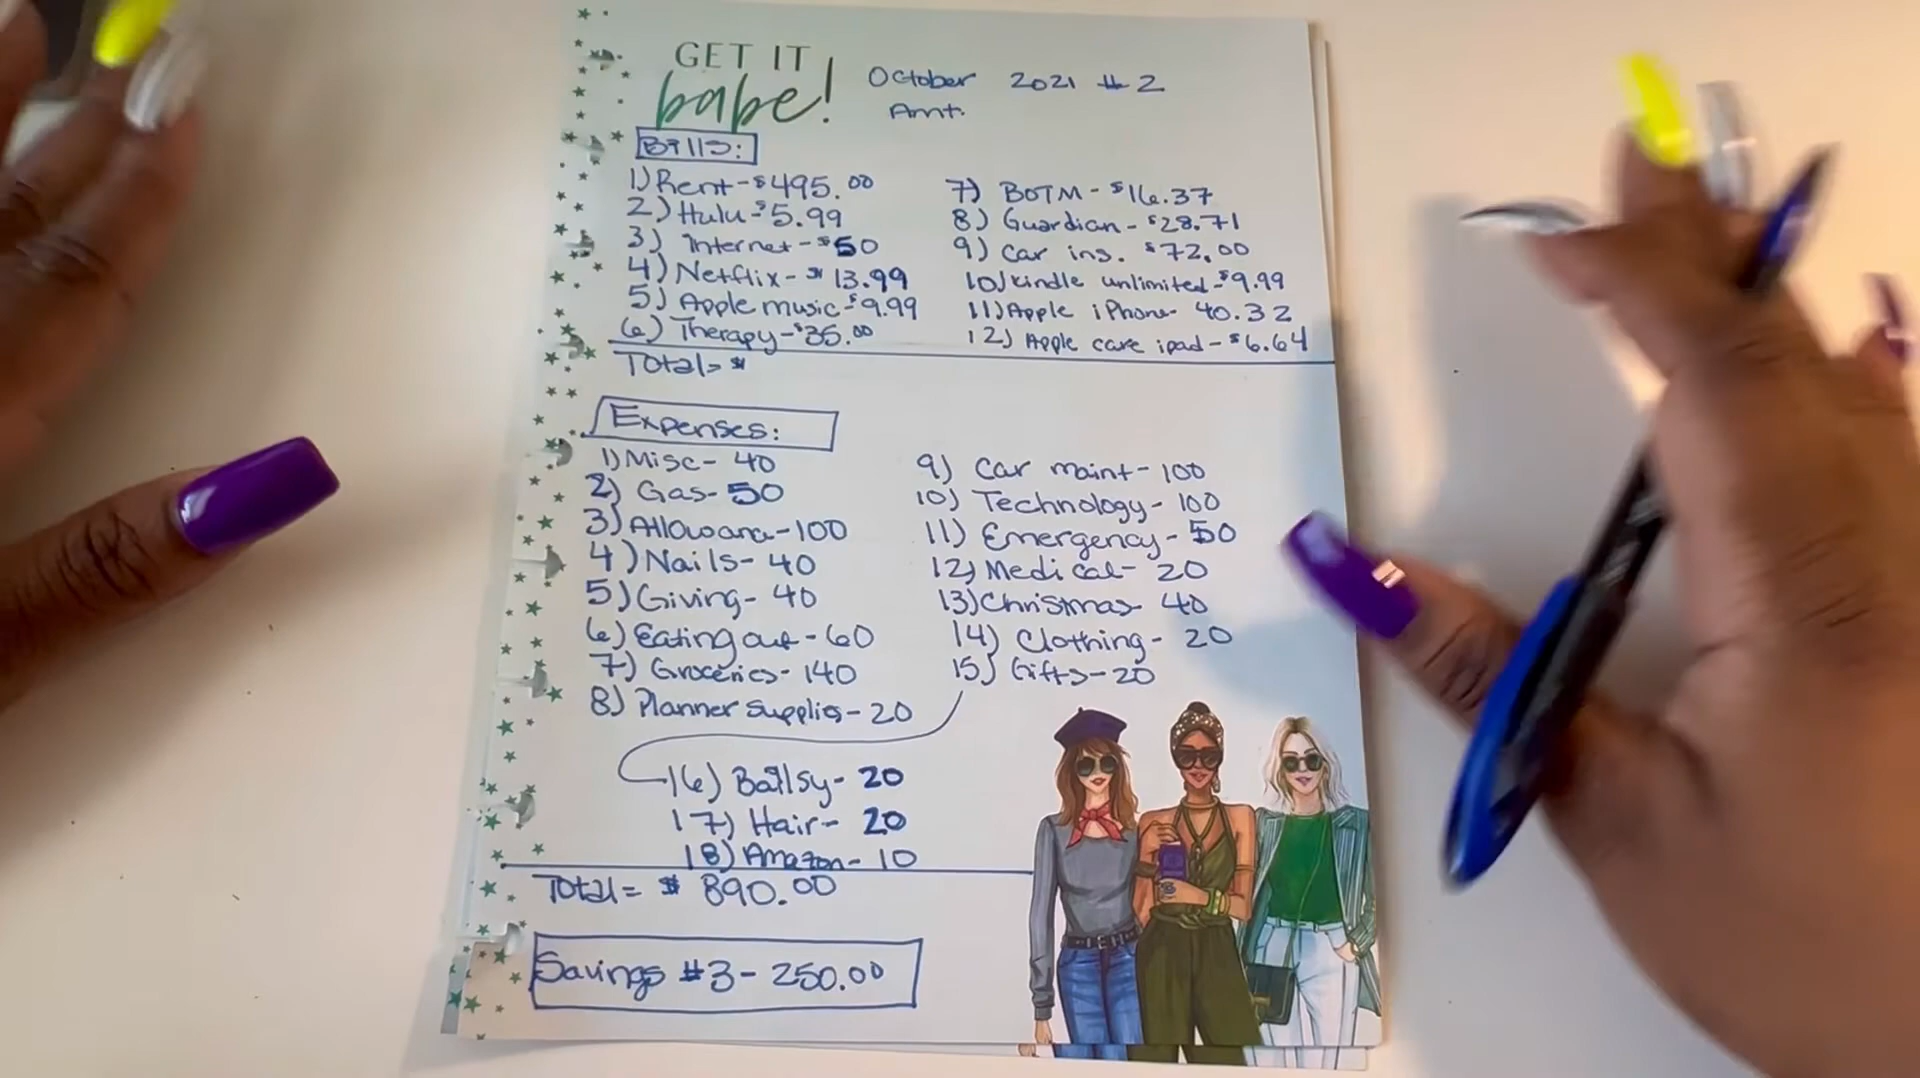 GET IT
babe!
October 2021 #2
Amt.
Bills:
1) Rent - $495.00
2) Hulu - $5.99
3) Internet - $50
4) Netflix - $13.99
5) Apple music - $9.99
6) Therapy - $35.00
7) BOTM - $16.37
8) Guardian - $28.71
9) Car ins. $72.00
10) Kindle unlimited - $9.99
11) Apple iPhone - 40.32
12) Apple care ipad - $6.64
Total = $
Expenses:
1) Misc - 40
2) Gas - 50
3) Allowance - 100
4) Nails - 40
5) Giving - 40
6) Eating out - 60
7) Groceries - 140
8) Planner Supplies - 20
9) Car maint - 100
10) Technology - 100
11) Emergency - 50
12) Medical - 20
13) Christmas 40
14) Clothing - 20
15) Gifts - 20
16) Bailsy - 20
17) Hair - 20
18) Amazon - 10
Total = $ 890.00
Savings #3 - 250.00